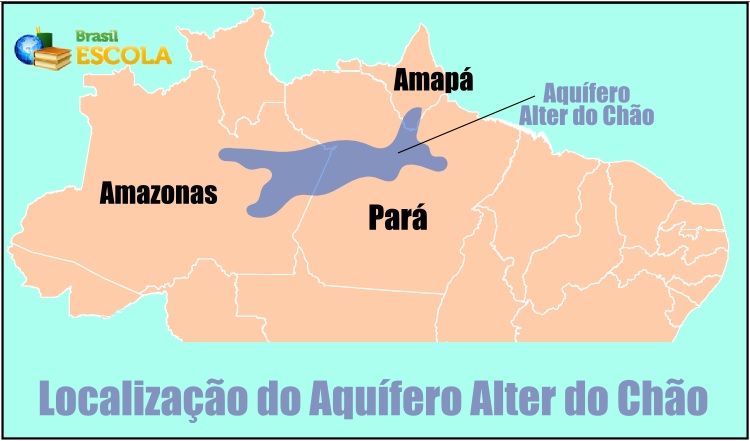 Brasil
ESCOLA
Amapá
Aquífero
Alter do Chão
Amazonas
Pará
Localização do Aquífero Alter do Chão